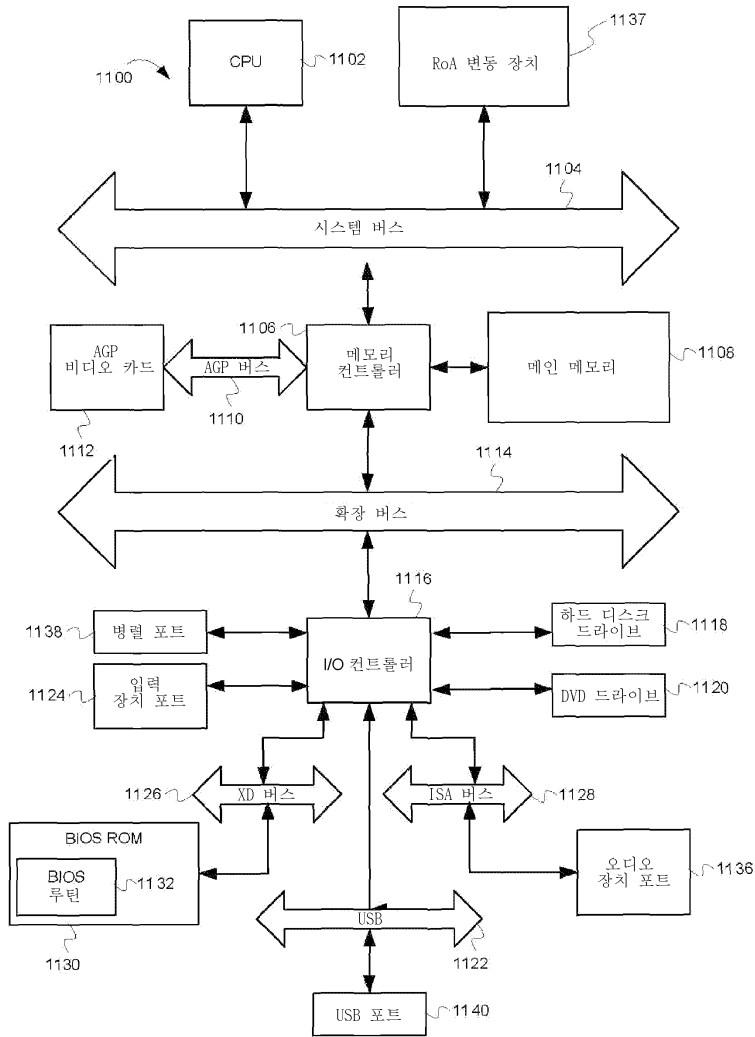 1137
CPU
1102
RoA 변동 장치
1100
1104
시스템 버스
1106
AGP
비디오 카드
AGP 버스
1110
메모리
컨트롤러
메인 메모리
1108
1112
1114
확장 버스
1116
1138
병렬 포트
하드 디스크
드라이브
1118
I/O 컨트롤러
1124
입력
장치 포트
DVD 드라이브
1120
1126
XD 버스
ISA 버스
1128
BIOS ROM
BIOS
루틴
1132
오디오
장치 포트
1136
USB
1130
1122
USB 포트
1140